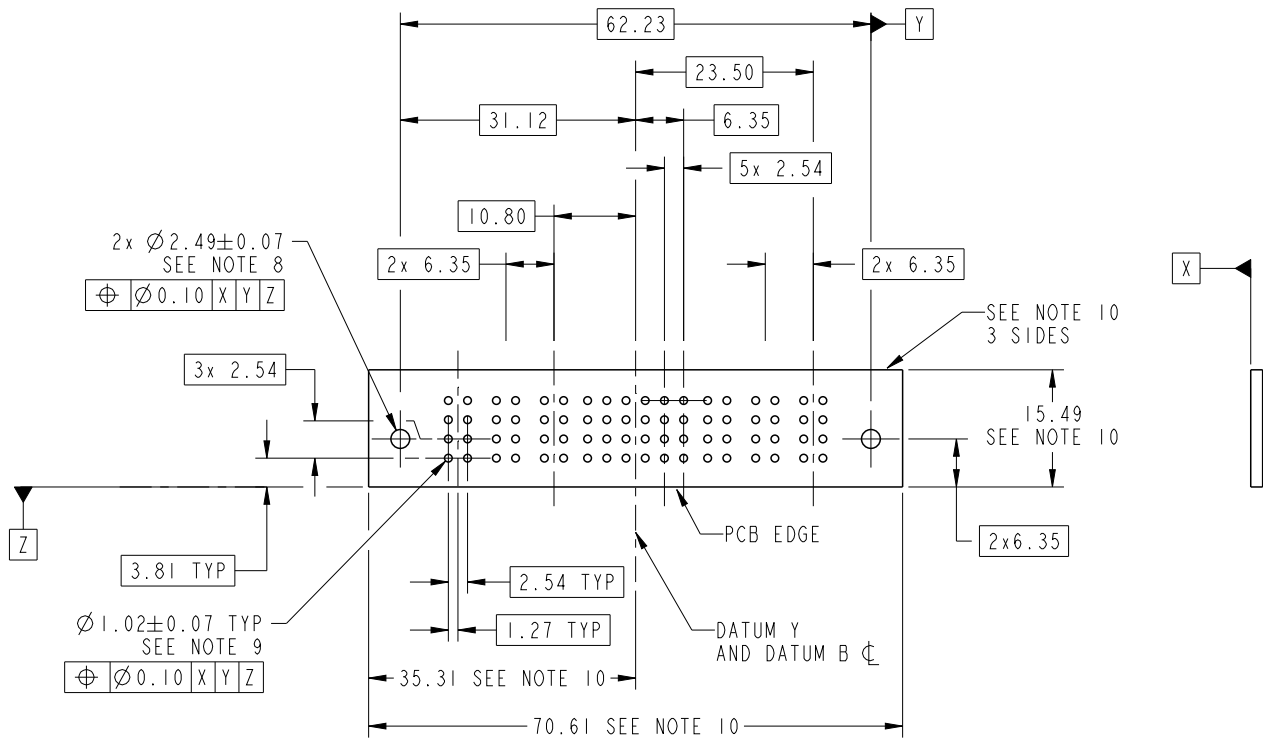 62.23
Y
23.50
31.12
6.35
5x 2.54
10.80
2x Ø2.49±0.07
SEE NOTE 8
⌖ Ø0.10 X Y Z
2x 6.35
2x 6.35
X
SEE NOTE 10
3 SIDES
3x 2.54
15.49
SEE NOTE 10
Z
PCB EDGE
2x6.35
3.81 TYP
2.54 TYP
Ø1.02±0.07 TYP
SEE NOTE 9
⌖ Ø0.10 X Y Z
1.27 TYP
DATUM Y
AND DATUM B ℄
35.31 SEE NOTE 10
70.61 SEE NOTE 10